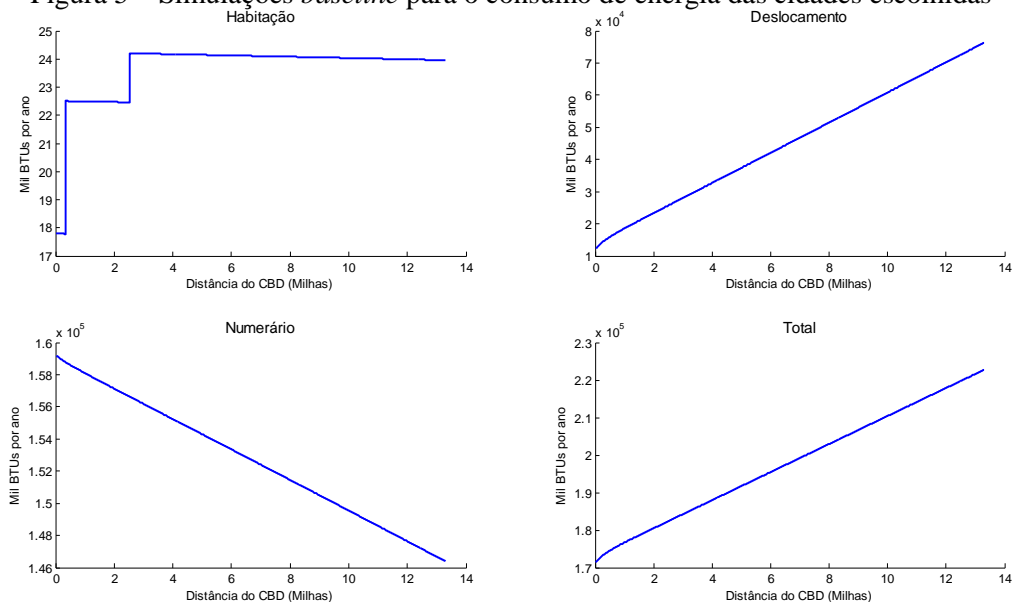 Figura – Simulações baseline para o consumo de energia das cidades escolhidas
Habitação
25
24
23
22
21
20
19
18
17
Mil BTUs por ano
0 2 4 6 8 10 12 14
Distância do CBD (Milhas)
Deslocamento
x 10^4
8
7
6
5
4
3
2
1
Mil BTUs por ano
0 2 4 6 8 10 12 14
Distância do CBD (Milhas)
Numerário
x 10^5
1.6
1.58
1.56
1.54
1.52
1.5
1.48
1.46
Mil BTUs por ano
0 2 4 6 8 10 12 14
Distância do CBD (Milhas)
Total
x 10^5
2.3
2.2
2.1
2
1.9
1.8
1.7
Mil BTUs por ano
0 2 4 6 8 10 12 14
Distância do CBD (Milhas)